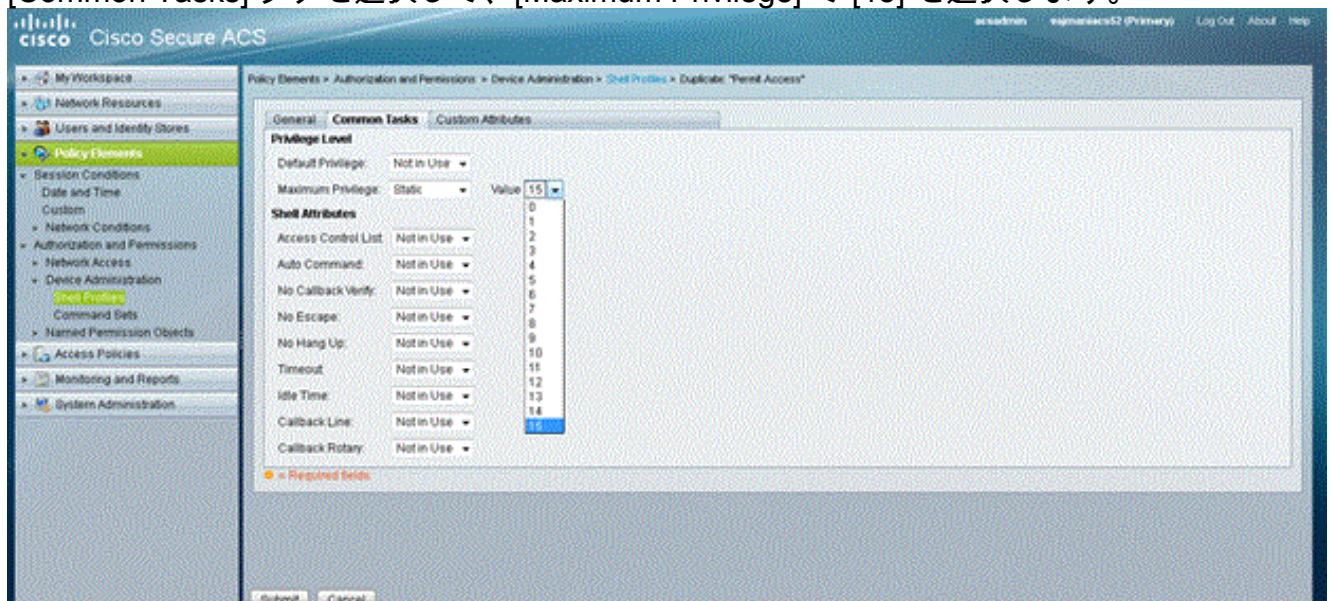 [Common Tasks] タブを選択して、[Maximum Privilege] で [15] を選択します。
cisco Cisco Secure ACS
acsadmin
(Primary)
Log Out About Help
My Workspace
Network Resources
Users and Identity Stores
Policy Elements
Session Conditions
Date and Time
Custom
Network Conditions
Authorization and Permissions
Network Access
Device Administration
Shell Profiles
Command Sets
Named Permission Objects
Access Policies
Monitoring and Reports
System Administration
Policy Elements > Authorization and Permissions > Device Administration > Shell Profiles > Duplicate: "Permit Access"
General Common Tasks Custom Attributes
Privilege Level
Default Privilege: Not in Use
Maximum Privilege: Static Value 15
0
1
2
3
4
5
6
7
8
9
10
11
12
13
14
15
Shell Attributes
Access Control List: Not in Use
Auto Command: Not in Use
No Callback Verify: Not in Use
No Escape: Not in Use
No Hang Up: Not in Use
Timeout: Not in Use
Idle Time: Not in Use
Callback Line: Not in Use
Callback Rotary: Not in Use
= Required fields
Submit Cancel